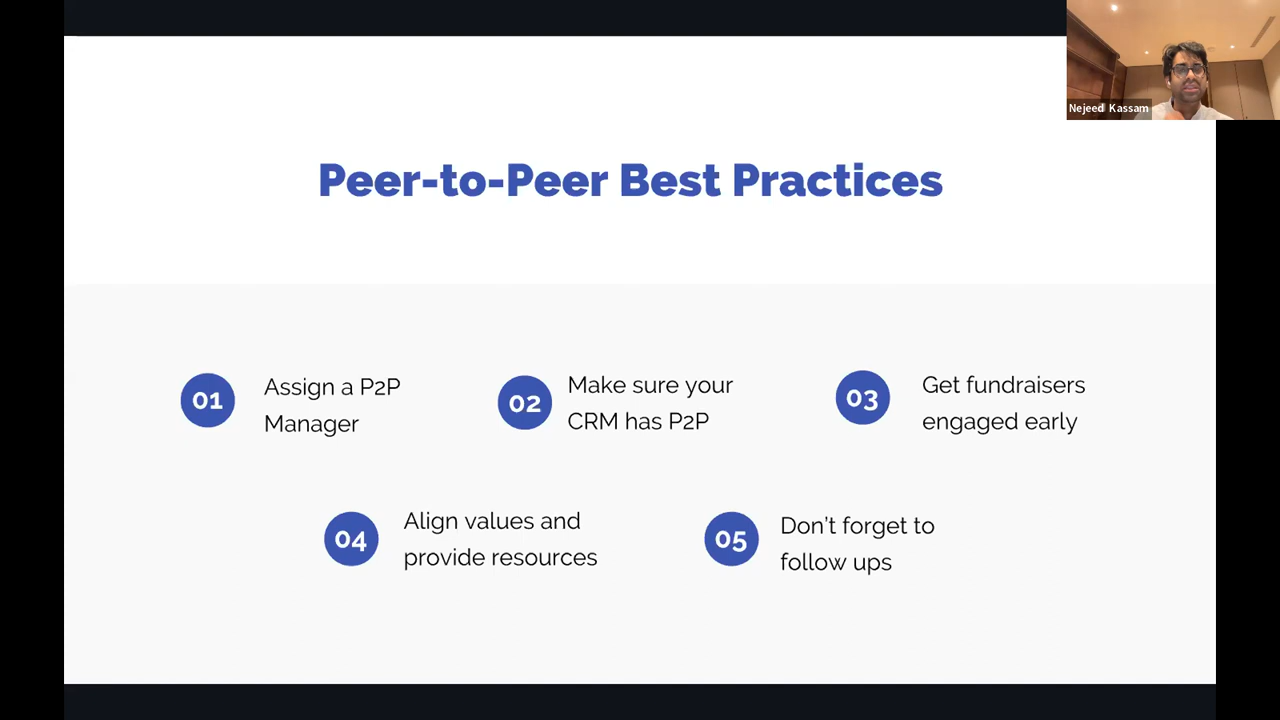 Nejeed Kassam
Peer-to-Peer Best Practices
01
Assign a P2P
Manager
02
Make sure your
CRM has P2P
03
Get fundraisers
engaged early
04
Align values and
provide resources
05
Don't forget to
follow ups